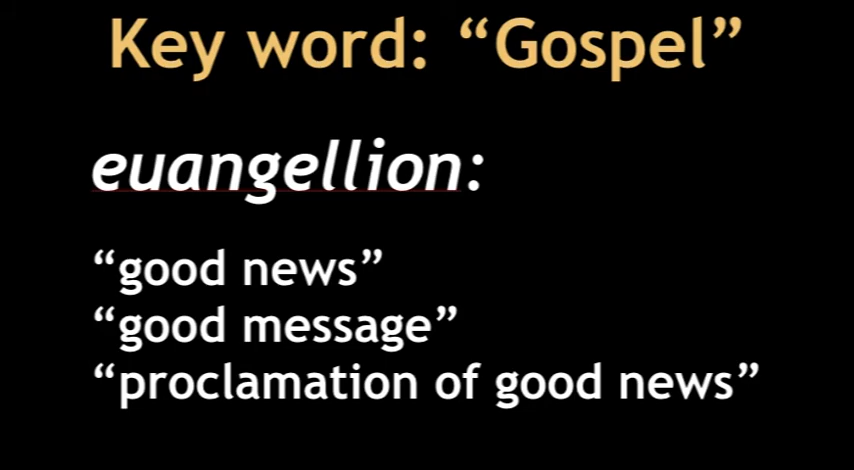 Key word: “Gospel”
euangellion:
“good news”
“good message”
“proclamation of good news”